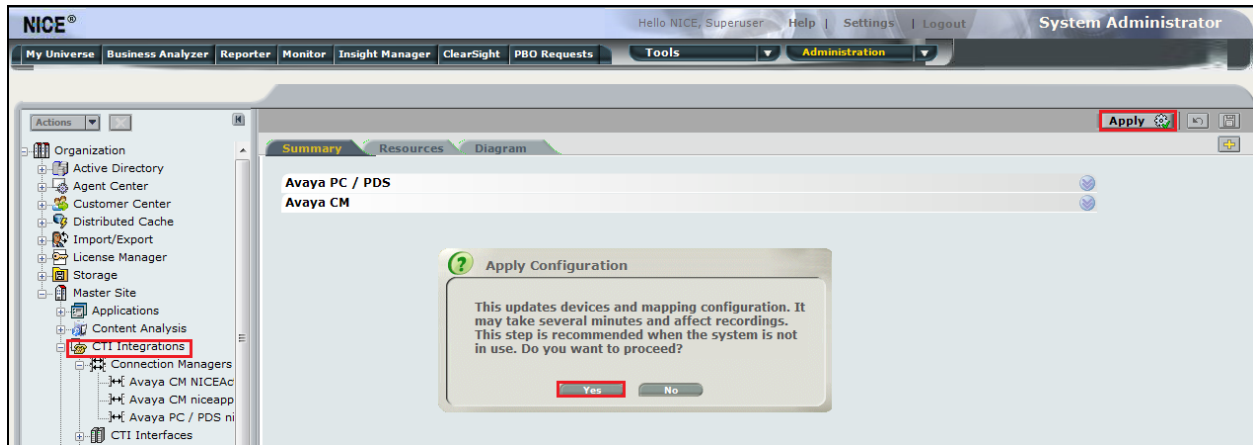 NICE®
Hello NICE, Superuser Help | Settings | Logout System Administrator
My Universe Business Analyzer Reporter Monitor Insight Manager ClearSight PBO Requests Tools Administration
Actions
Apply
Organization
Active Directory
Agent Center
Customer Center
Distributed Cache
Import/Export
License Manager
Storage
Master Site
Applications
Content Analysis
CTI Integrations
Connection Managers
Avaya CM NICEAc
Avaya CM niceapp
Avaya PC / PDS ni
CTI Interfaces
Summary Resources Diagram
Avaya PC / PDS
Avaya CM
Apply Configuration
This updates devices and mapping configuration. It
may take several minutes and affect recordings.
This step is recommended when the system is not
in use. Do you want to proceed?
Yes No